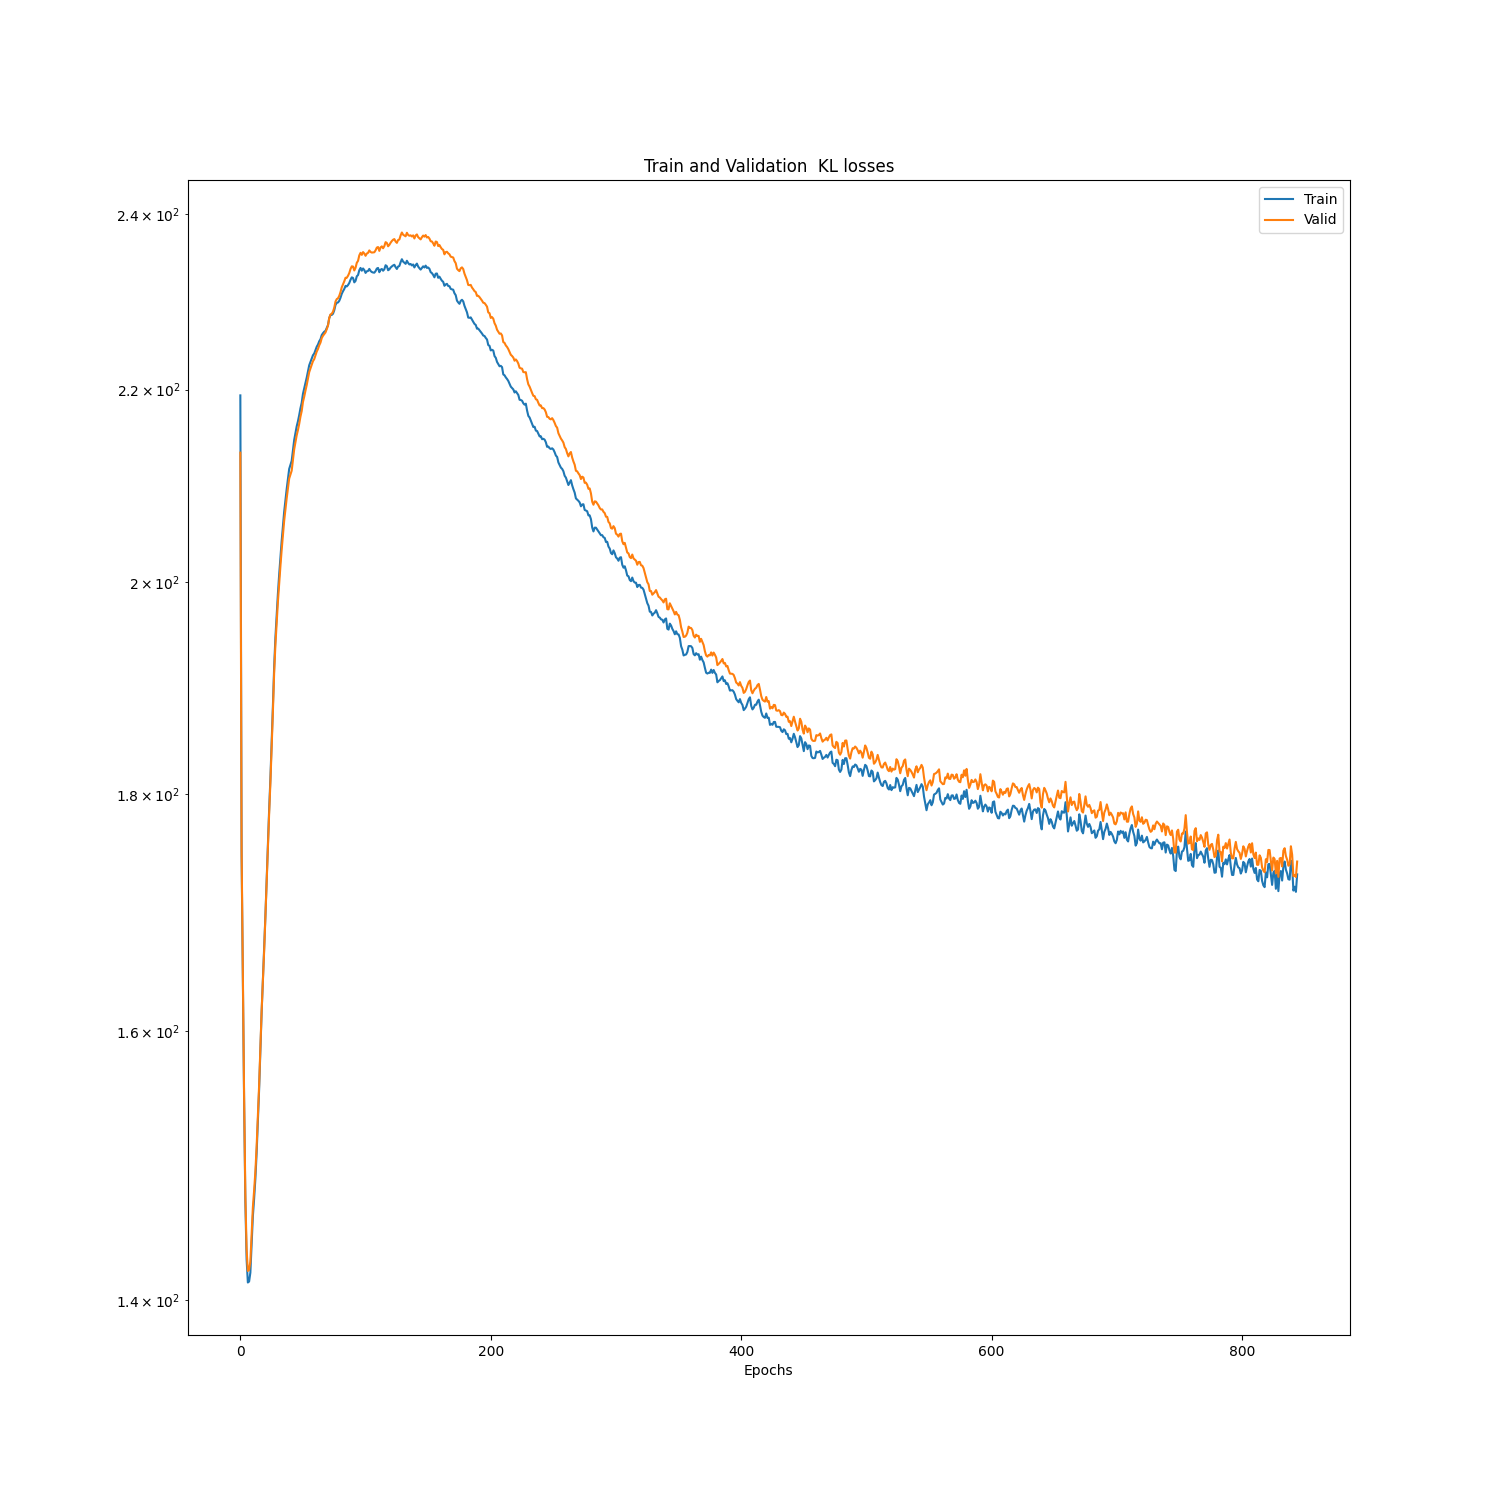 Train and Validation  KL losses
Train
Valid
2.4 × 10²
2.2 × 10²
2 × 10²
1.8 × 10²
1.6 × 10²
1.4 × 10²
0 200 400 600 800
Epochs